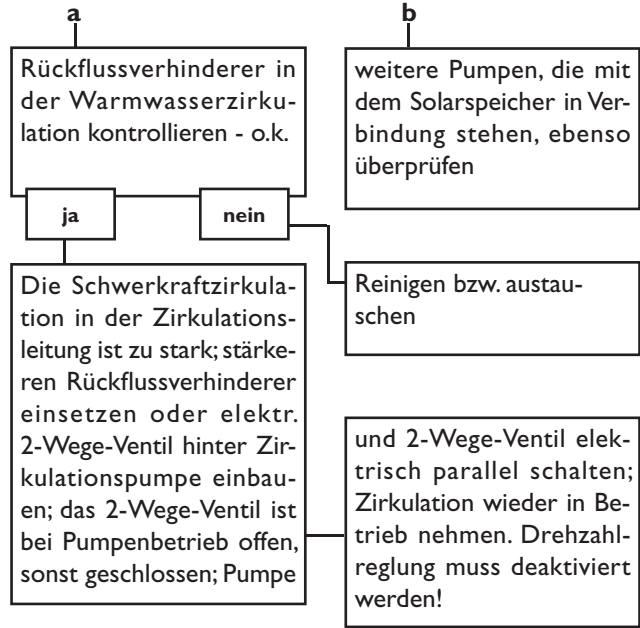 a
Rückflussverhinderer in
der Warmwasserzirku-
lation kontrollieren - o.k.
ja
nein
Die Schwerkraftzirkula-
tion in der Zirkulations-
leitung ist zu stark; stärke-
ren Rückflussverhinderer
einsetzen oder elektr.
2-Wege-Ventil hinter Zir-
kulationspumpe einbau-
en; das 2-Wege-Ventil ist
bei Pumpenbetrieb offen,
sonst geschlossen; Pumpe
b
weitere Pumpen, die mit
dem Solarspeicher in Ver-
bindung stehen, ebenso
überprüfen
Reinigen bzw. austau-
schen
und 2-Wege-Ventil elek-
trisch parallel schalten;
Zirkulation wieder in Be-
trieb nehmen. Drehzahl-
reglung muss deaktiviert
werden!